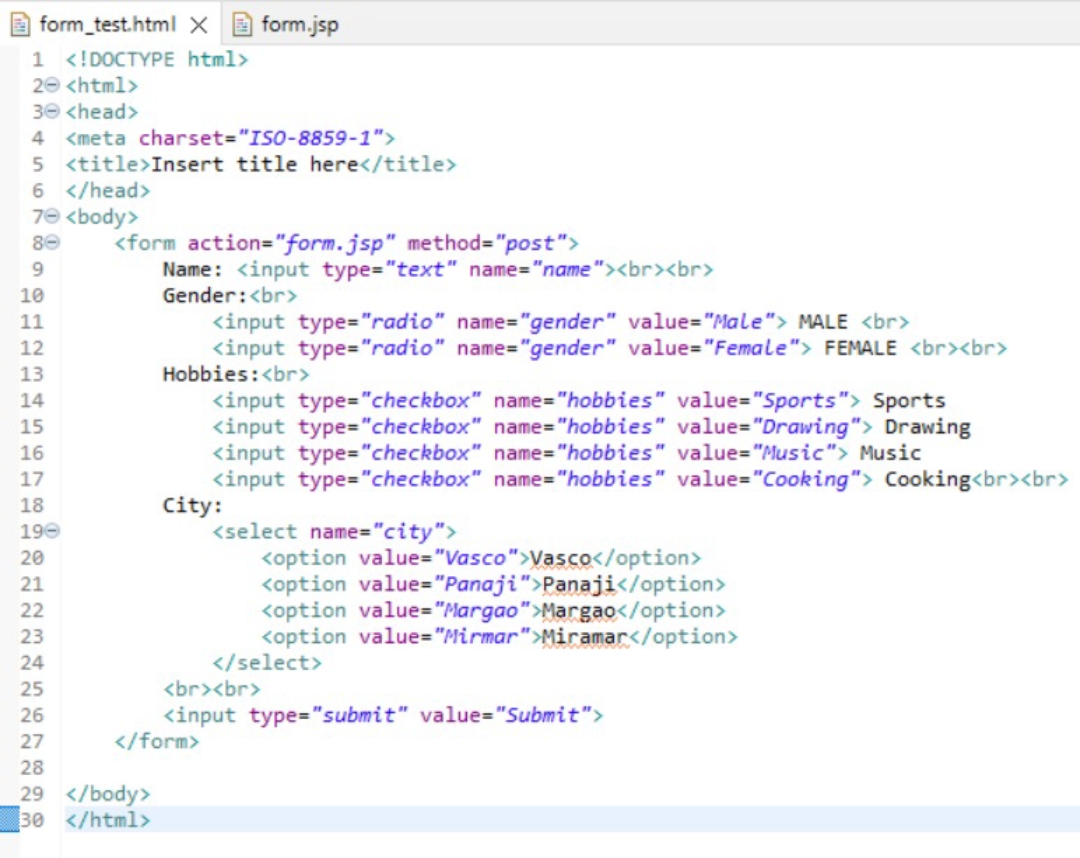 form_test.html form.jsp
1 <!DOCTYPE html>
2 <html>
3 <head>
4 <meta charset="ISO-8859-1">
5 <title>Insert title here</title>
6 </head>
7 <body>
8 <form action="form.jsp" method="post">
9 Name: <input type="text" name="name"><br><br>
10 Gender:<br>
11 <input type="radio" name="gender" value="Male"> MALE <br>
12 <input type="radio" name="gender" value="Female"> FEMALE <br><br>
13 Hobbies:<br>
14 <input type="checkbox" name="hobbies" value="Sports"> Sports
15 <input type="checkbox" name="hobbies" value="Drawing"> Drawing
16 <input type="checkbox" name="hobbies" value="Music"> Music
17 <input type="checkbox" name="hobbies" value="Cooking"> Cooking<br><br>
18 City:
19 <select name="city">
20 <option value="Vasco">Vasco</option>
21 <option value="Panaji">Panaji</option>
22 <option value="Margao">Margao</option>
23 <option value="Mirmar">Miramar</option>
24 </select>
25 <br><br>
26 <input type="submit" value="Submit">
27 </form>
28
29 </body>
30 </html>